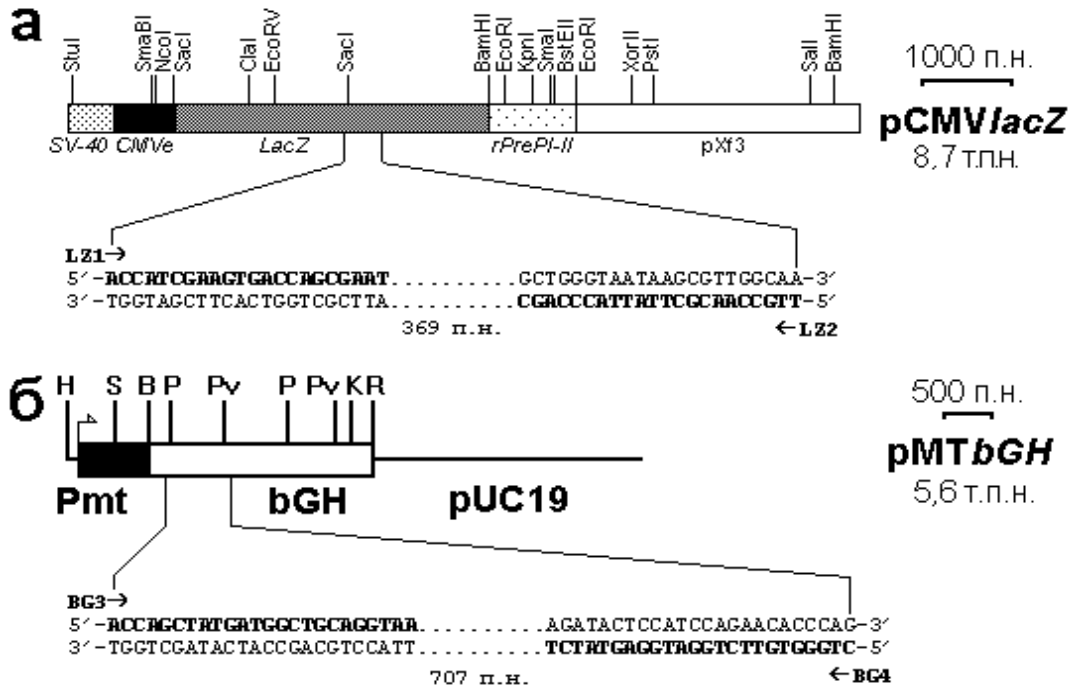 а
StuI SmaBI NcoI SacI ClaI EcoRV SacI BamHI EcoRI KpnI SmaI BstEII EcoRI XorII PstI SalI BamHI
1000 п.н.
SV-40 CMVe LacZ rPrePI-II pXf3
pCMVlacZ
8,7 т.п.н.
LZ1→
5′-ACCATCGAAGTGACCAGCGAAT..........GCTGGGTAATAAGCGTTGGCAA-3′
3′-TGGTAGCTTCACTGGTCGCTTA..........CGACCCATTATTCGCAACCGTT-5′
369 п.н.
←LZ2
б
H S B P Pv P Pv K R
500 п.н.
Pmt bGH pUC19
pMTbGH
5,6 т.п.н.
BG3→
5′-ACCAGCTATGATGGCTGCAGGTAA..........AGATACTCCATCCAGAACACCCAG-3′
3′-TGGTCGATACTACCGACGTCCATT..........TCTATGAGGTAGGTCTTGTGGGTC-5′
707 п.н.
←BG4